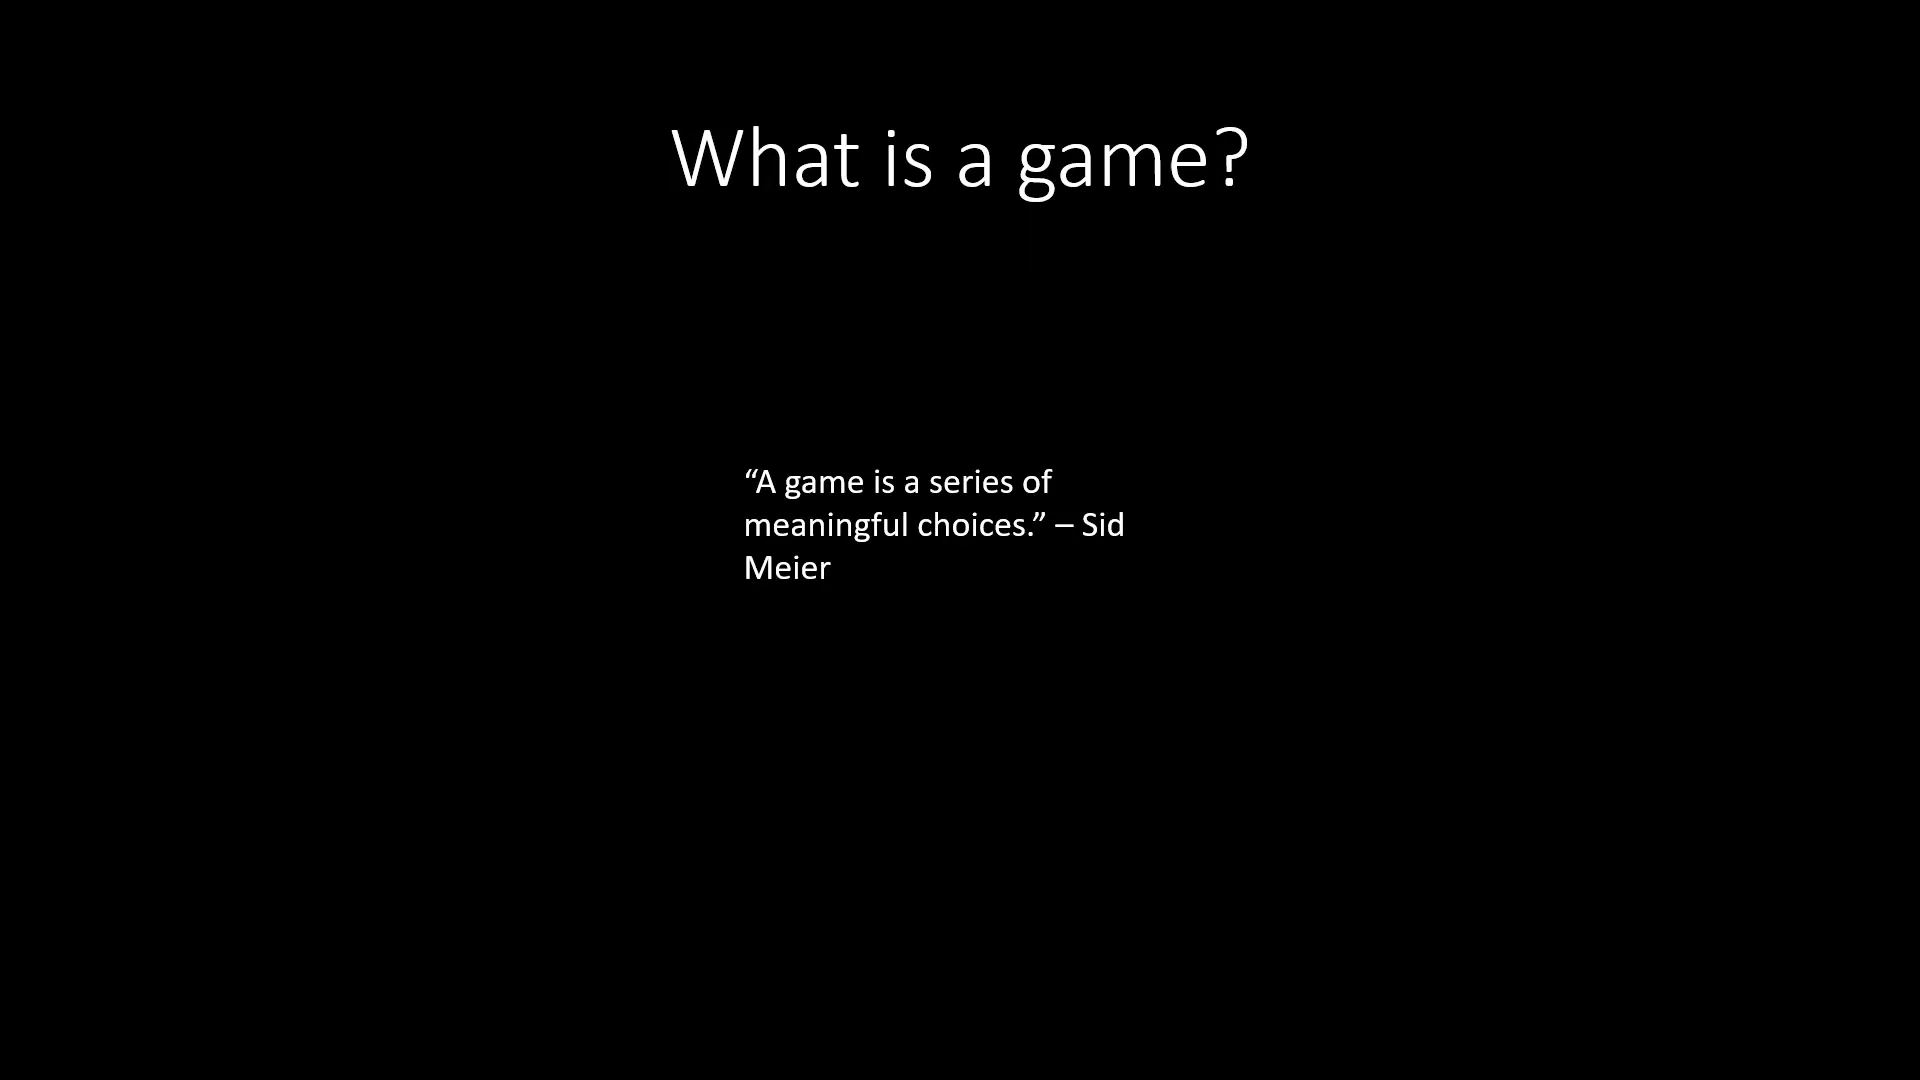 What is a game?
“A game is a series of
meaningful choices.” – Sid
Meier